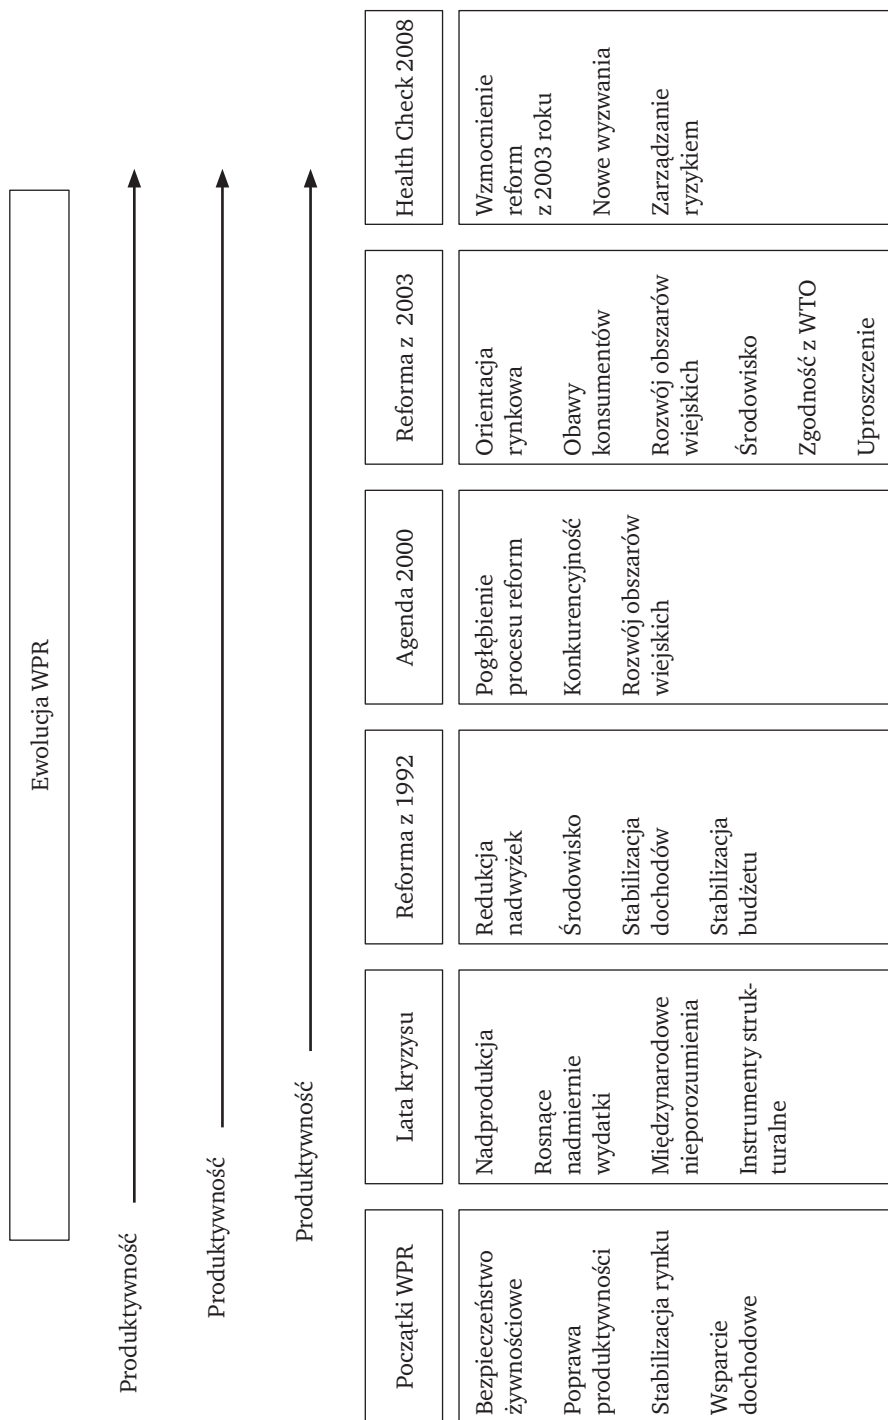 Ewolucja WPR
Produktywność
Produktywność
Produktywność
Początki WPR
Bezpieczeństwo
żywnościowe
Poprawa
produktywności
Stabilizacja rynku
Wsparcie
dochodowe
Lata kryzysu
Nadprodukcja
Rosnące
nadmiernie
wydatki
Międzynarodowe
nieporozumienia
Instrumenty struk-
turalne
Reforma z 1992
Redukcja
nadwyżek
Środowisko
Stabilizacja
dochodów
Stabilizacja
budżetu
Agenda 2000
Pogłębienie
procesu reform
Konkurencyjność
Rozwój obszarów
wiejskich
Reforma z 2003
Orientacja
rynkowa
Obawy
konsumentów
Rozwój obszarów
wiejskich
Środowisko
Zgodność z WTO
Uproszczenie
Health Check 2008
Wzmocnienie
reform
z 2003 roku
Nowe wyzwania
Zarządzanie
ryzykiem